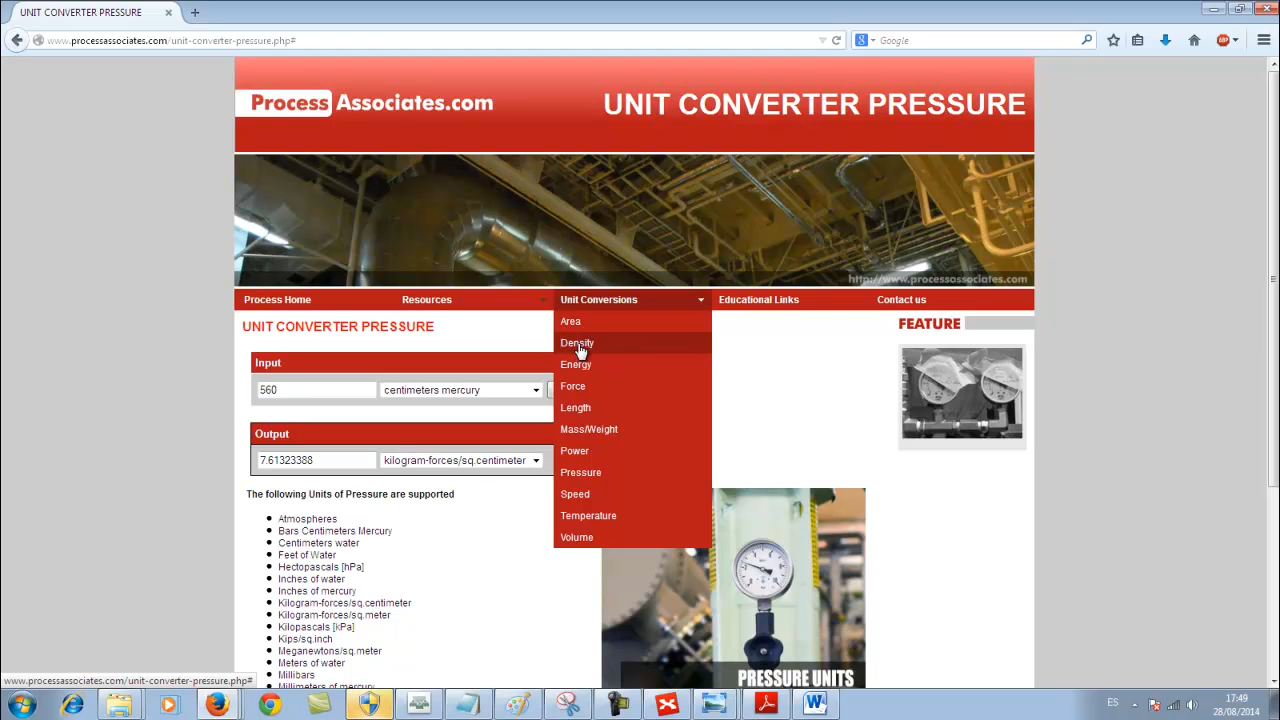 UNIT CONVERTER PRESSURE
www.processassociates.com/unit-converter-pressure.php#
Google
ABP
ProcessAssociates.com
UNIT CONVERTER PRESSURE
http://www.processassociates.com
Process Home
Resources
Unit Conversions
Educational Links
Contact us
UNIT CONVERTER PRESSURE
Input
560
centimeters mercury
Output
7.61323388
kilogram-forces/sq.centimeter
Area
Density
Energy
Force
Length
Mass/Weight
Power
Pressure
Speed
Temperature
Volume
FEATURE
The following Units of Pressure are supported
Atmospheres
Bars Centimeters Mercury
Centimeters water
Feet of Water
Hectopascals [hPa]
Inches of water
Inches of mercury
Kilogram-forces/sq.centimeter
Kilogram-forces/sq.meter
Kilopascals [kPa]
Kips/sq.inch
Meganewtons/sq.meter
Meters of water
Millibars
Millimeters of mercury
PRESSURE UNITS
www.processassociates.com/unit-converter-pressure.php#
ES
17:49
28/08/2014